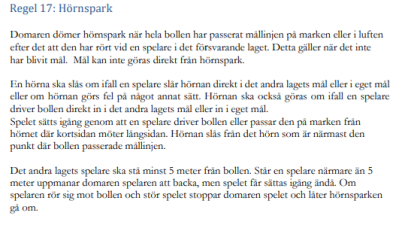 Regel 17: Hörnspark
Domaren dömer hörnspark när hela bollen har passerat mållinjen på marken eller i luften
efter det att den har rört vid en spelare i det försvarande laget. Detta gäller när det inte
har blivit mål.  Mål kan inte göras direkt från hörnspark.
En hörna ska slås om ifall en spelare slår hörnan direkt i det andra lagets mål eller i eget mål
eller om hörnan görs fel på något annat sätt. Hörnan ska också göras om ifall en spelare
driver bollen direkt in i det andra lagets mål eller in i eget mål.
Spelet sätts igång genom att en spelare driver bollen eller passar den på marken från
hörnet där kortsidan möter långsidan. Hörnan slås från det hörn som är närmast den
punkt där bollen passerade mållinjen.
Det andra lagets spelare ska stå minst 5 meter från bollen. Står en spelare närmare än 5
meter uppmanar domaren spelaren att backa, men spelet får sättas igång ändå. Om
spelaren rör sig mot bollen och stör spelet stoppar domaren spelet och låter hörnsparken
gå om.